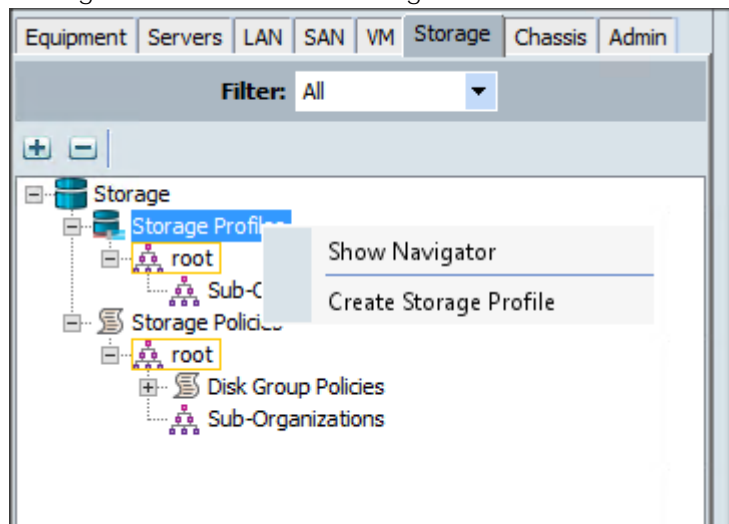 Equipment Servers LAN SAN VM Storage Chassis Admin
Filter: All
Storage
Storage Profiles
Show Navigator
root
Create Storage Profile
Storage Policies
root
Disk Group Policies
Sub-Organizations